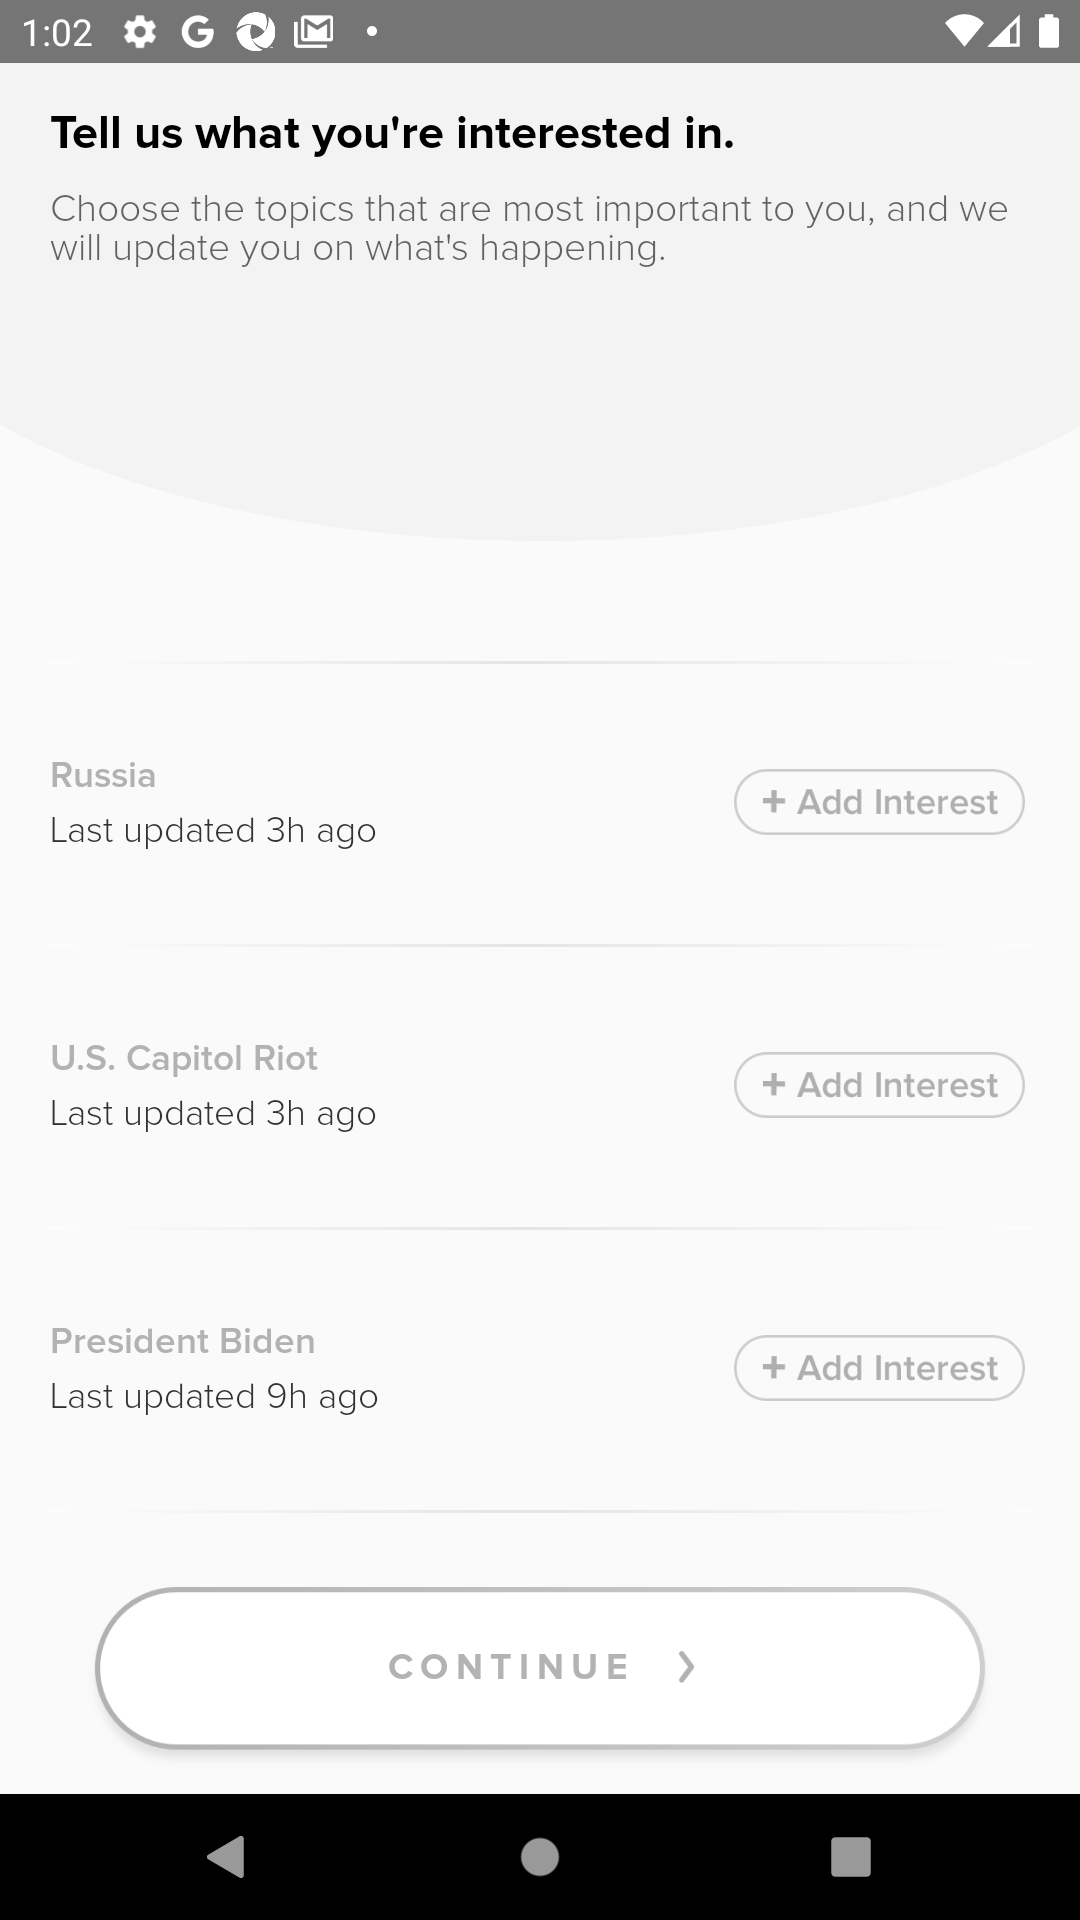 1:02
Tell us what you're interested in.
Choose the topics that are most important to you, and we
will update you on what's happening.
Russia
+ Add Interest
Last updated 3h ago
U.S. Capitol Riot
+ Add Interest
Last updated 3h ago
President Biden
+ Add Interest
Last updated 9h ago
CONTINUE